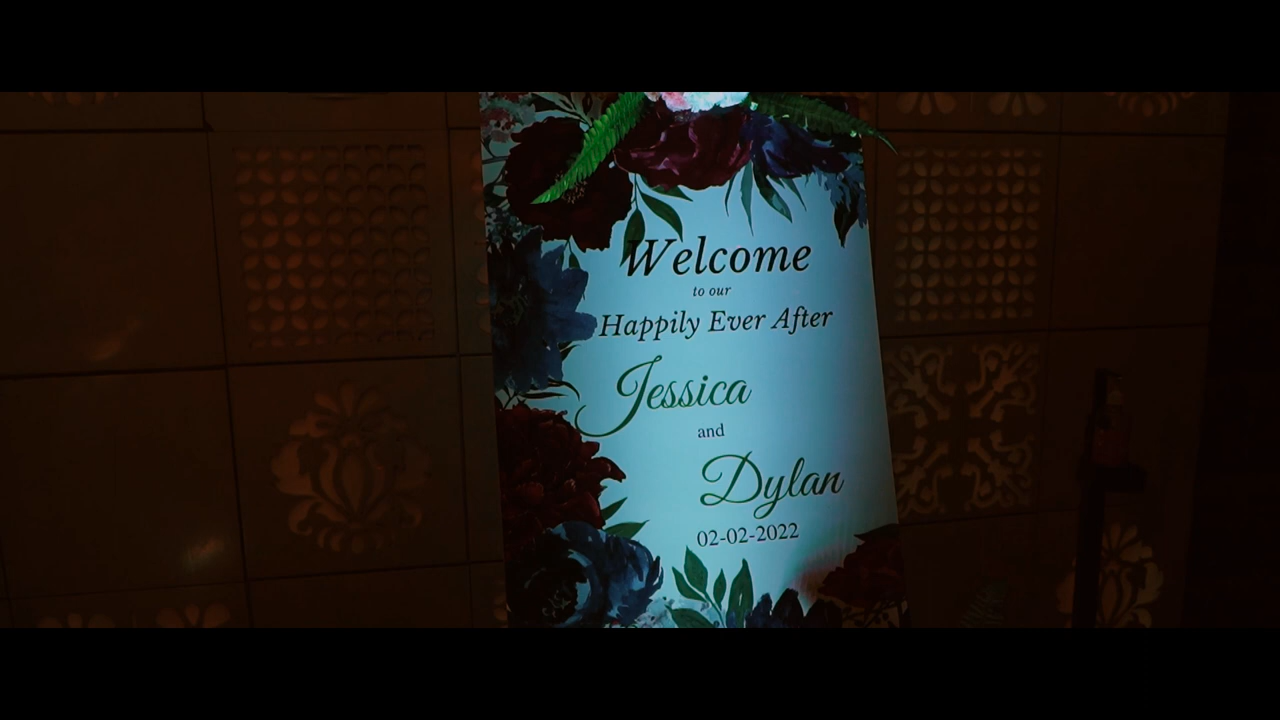 Welcome
to our
Happily Ever After
Jessica
and
Dylan
02-02-2022